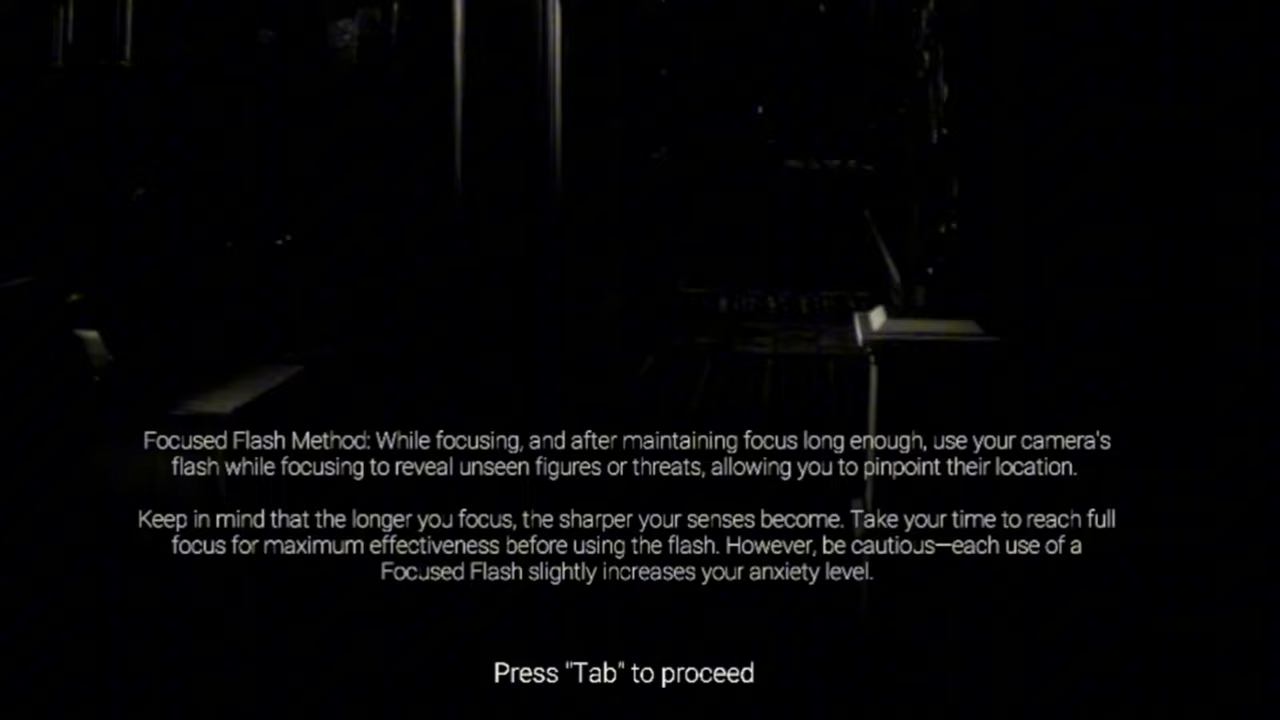 Focused Flash Method: While focusing, and after maintaining focus long enough, use your camera's
flash while focusing to reveal unseen figures or threats, allowing you to pinpoint their location.
Keep in mind that the longer you focus, the sharper your senses become. Take your time to reach full
focus for maximum effectiveness before using the flash. However, be cautious—each use of a
Focused Flash slightly increases your anxiety level.
Press "Tab" to proceed